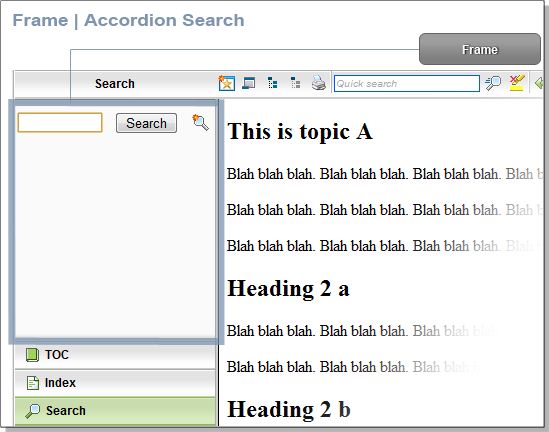 Frame | Accordion Search
Frame
Search
Quick search
Search
This is topic A
Blah blah blah. Blah blah blah. Blah blah blah. Blah b
Blah blah blah. Blah blah blah. Blah blah blah. Blah b
Blah blah blah. Blah blah blah. Blah blah blah.
Heading 2 a
Blah blah blah. Blah blah blah. Blah blah
Blah blah blah. Blah blah blah. Blah blah
Heading 2 b
TOC
Index
Search